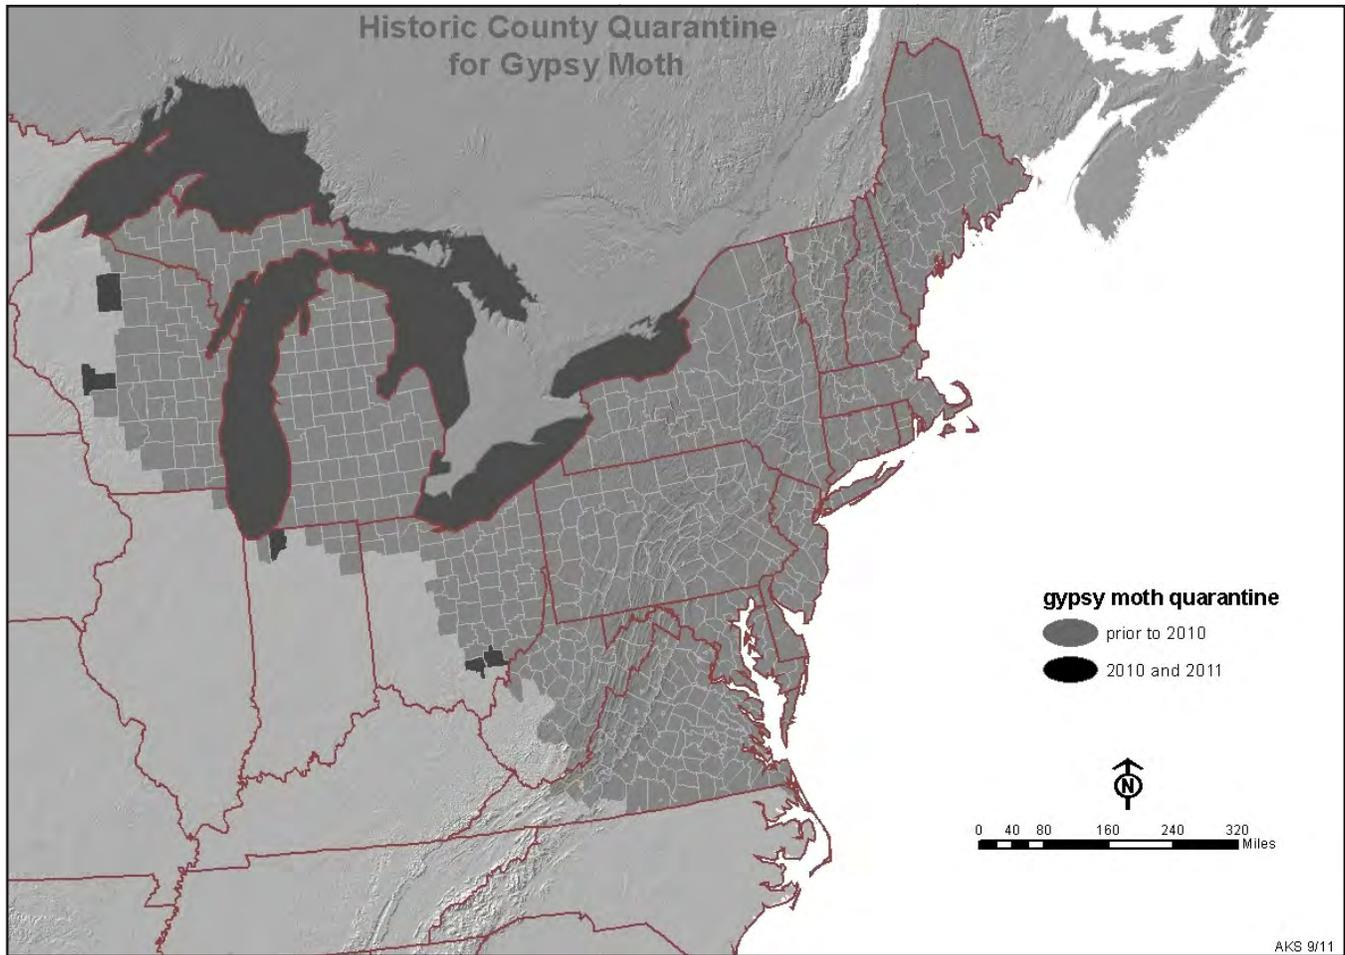 Historic County Quarantine
for Gypsy Moth
gypsy moth quarantine
prior to 2010
2010 and 2011
N
0 40 80 160 240 320
Miles
AKS 9/11